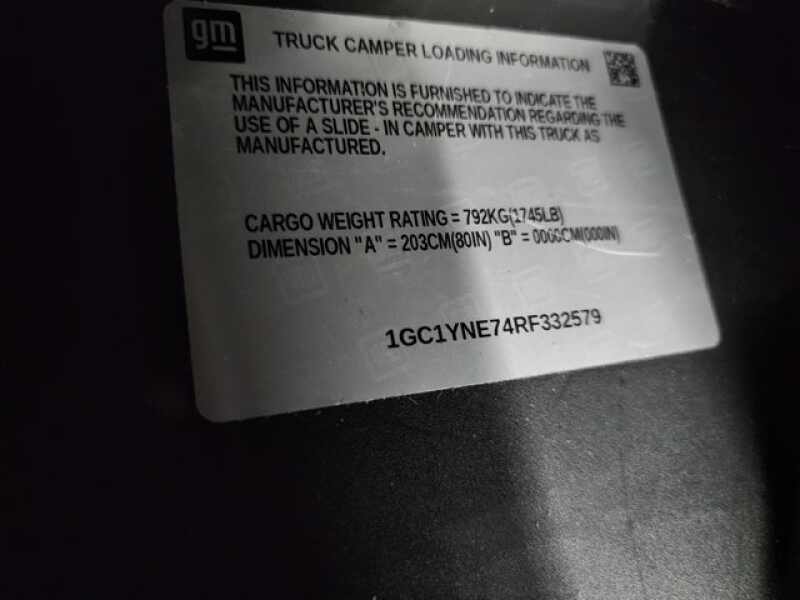 gm
TRUCK CAMPER LOADING INFORMATION
THIS INFORMATION IS FURNISHED TO INDICATE THE
MANUFACTURER'S RECOMMENDATION REGARDING THE
USE OF A SLIDE - IN CAMPER WITH THIS TRUCK AS
MANUFACTURED.
CARGO WEIGHT RATING = 792KG(1745LB)
DIMENSION "A" = 203CM(80IN) "B" = 0000CM(000IN)
1GC1YNE74RF332579